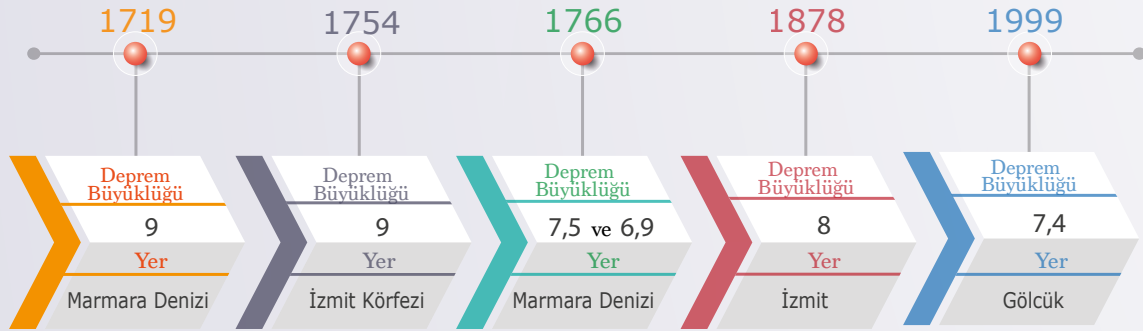 1719
1754
1766
1878
1999
Deprem
Büyüklüğü
9
Yer
Marmara Denizi
Deprem
Büyüklüğü
9
Yer
İzmit Körfezi
Deprem
Büyüklüğü
7,5 ve 6,9
Yer
Marmara Denizi
Deprem
Büyüklüğü
8
Yer
İzmit
Deprem
Büyüklüğü
7,4
Yer
Gölcük